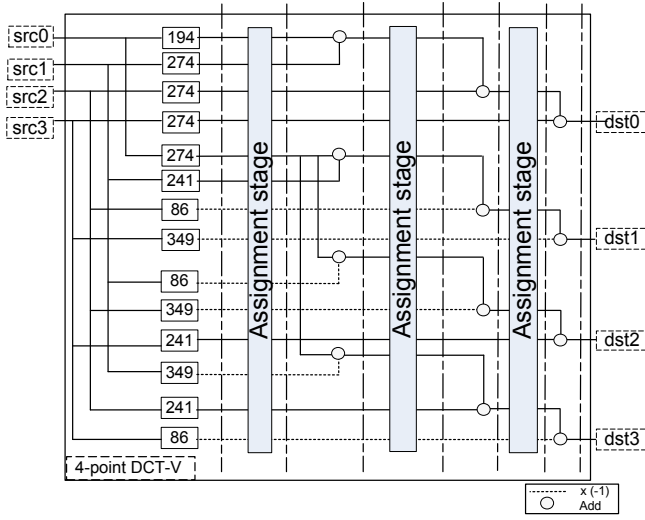 src0
src1
src2
src3
194
274
274
274
274
241
86
349
86
349
241
349
241
86
Assignment stage
Assignment stage
Assignment stage
dst0
dst1
dst2
dst3
4-point DCT-V
x (-1)
Add